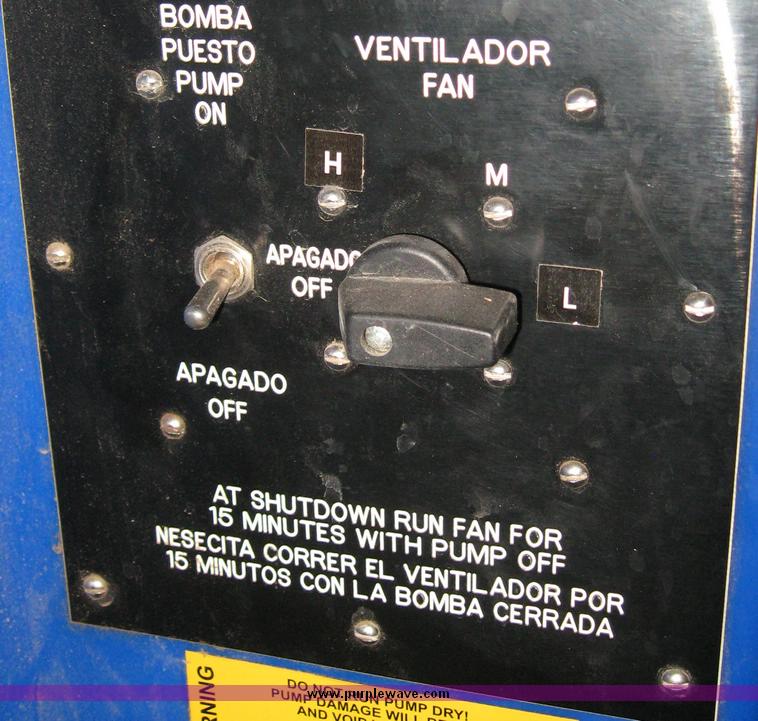 BOMBA
PUESTO
PUMP
ON
VENTILADOR
FAN
H
M
APAGADO
OFF
L
APAGADO
OFF
AT SHUTDOWN RUN FAN FOR
15 MINUTES WITH PUMP OFF
NESECITA CORRER EL VENTILADOR POR
15 MINUTOS CON LA BOMBA CERRADA
DO NOT RUN PUMP DRY!
PUMP DAMAGE WILL
AND VOID
www.purplewave.com